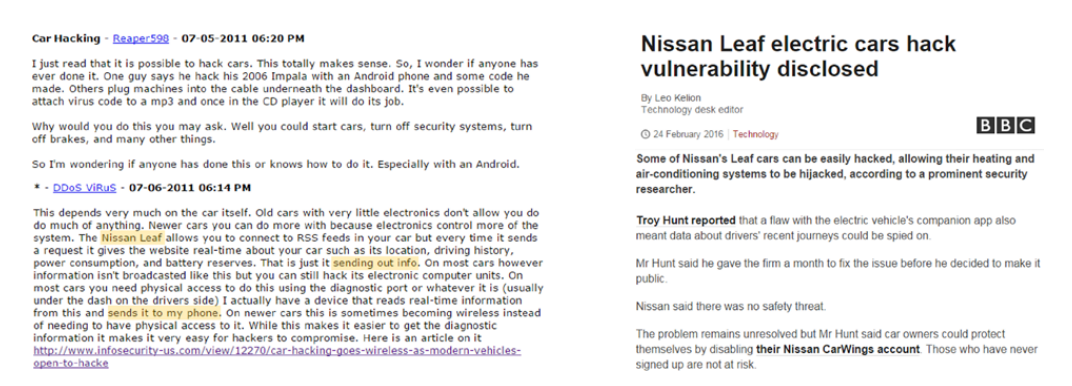 Car Hacking - Reaper598 - 07-05-2011 06:20 PM
I just read that it is possible to hack cars. This totally makes sense. So, I wonder if anyone has
ever done it. One guy says he hack his 2006 Impala with an Android phone and some code he
made. Others plug machines into the cable underneath the dashboard. It's even possible to
attach virus code to a mp3 and once in the CD player it will do its job.
Why would you do this you may ask. Well you could start cars, turn off security systems, turn
off brakes, and many other things.
So I'm wondering if anyone has done this or knows how to do it. Especially with an Android.
* - DDoS_ViRuS - 07-06-2011 06:14 PM
This depends very much on the car itself. Old cars with very little electronics don't allow you do
do much of anything. Newer cars you can do more with because electronics control more of the
system. The Nissan Leaf allows you to connect to RSS feeds in your car but every time it sends
a request it gives the website real-time about your car such as its location, driving history,
power consumption, and battery reserves. That is just it sending out info. On most cars however
information isn't broadcasted like this but you can still hack its electronic computer units. On
most cars you need physical access to do this using the diagnostic port or whatever it is (usually
under the dash on the drivers side) I actually have a device that reads real-time information
from this and sends it to my phone. On newer cars this is sometimes becoming wireless instead
of needing to have physical access to it. While this makes it easier to get the diagnostic
information it makes it very easy for hackers to compromise. Here is an article on it
http://www.infosecurity-us.com/view/12270/car-hacking-goes-wireless-as-modern-vehicles-
open-to-hacke
Nissan Leaf electric cars hack
vulnerability disclosed
By Leo Kelion
Technology desk editor
24 February 2016 | Technology
BBC
Some of Nissan's Leaf cars can be easily hacked, allowing their heating and
air-conditioning systems to be hijacked, according to a prominent security
researcher.
Troy Hunt reported that a flaw with the electric vehicle's companion app also
meant data about drivers' recent journeys could be spied on.
Mr Hunt said he gave the firm a month to fix the issue before he decided to make it
public.
Nissan said there was no safety threat.
The problem remains unresolved but Mr Hunt said car owners could protect
themselves by disabling their Nissan CarWings account. Those who have never
signed up are not at risk.